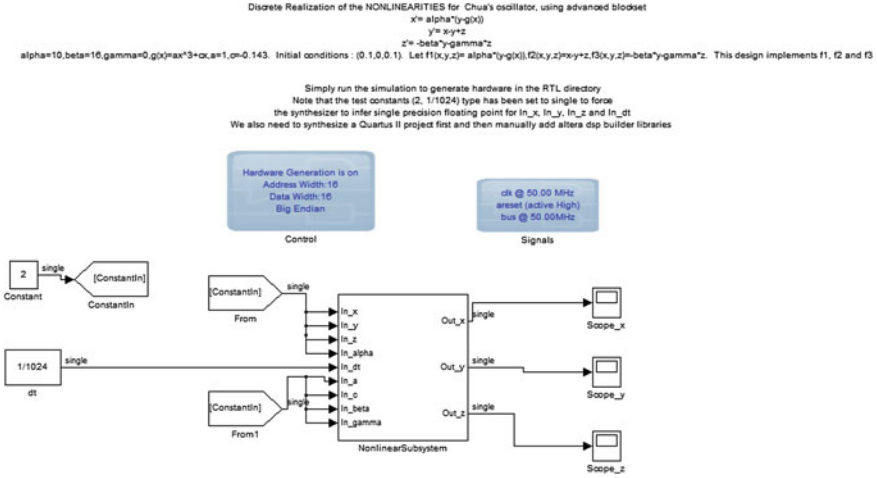 Discrete Realization of the NONLINEARITIES for Chua's oscillator, using advanced blockset
x'= alpha*(y-g(x))
y'= x-y+z
z'= -beta*y-gamma*z
alpha=10,beta=16,gamma=0,g(x)=ax^3+cx,a=1,c=-0.143. Initial conditions : (0.1,0,0.1). Let f1(x,y,z)= alpha*(y-g(x)),f2(x,y,z)=x-y+z,f3(x,y,z)=-beta*y-gamma*z. This design implements f1, f2 and f3
Simply run the simulation to generate hardware in the RTL directory
Note that the test constants (2, 1/1024) type has been set to single to force
the synthesizer to infer single precision floating point for In_x, In_y, In_z and In_dt
We also need to synthesize a Quartus II project first and then manually add altera dsp builder libraries
Hardware Generation is on
Address Width:16
Data Width:16
Big Endian
Control
clk @ 50.00 MHz
areset (active High)
bus @ 50.00MHz
Signals
2
single
Constant
[ConstantIn]
ConstantIn
1/1024
single
dt
[ConstantIn]
single
From
[ConstantIn]
single
From1
In_x
In_y
In_z
In_alpha
In_dt
In_a
In_c
In_beta
In_gamma
Out_x
Out_y
Out_z
NonlinearSubsystem
single
single
single
Scope_x
Scope_y
Scope_z